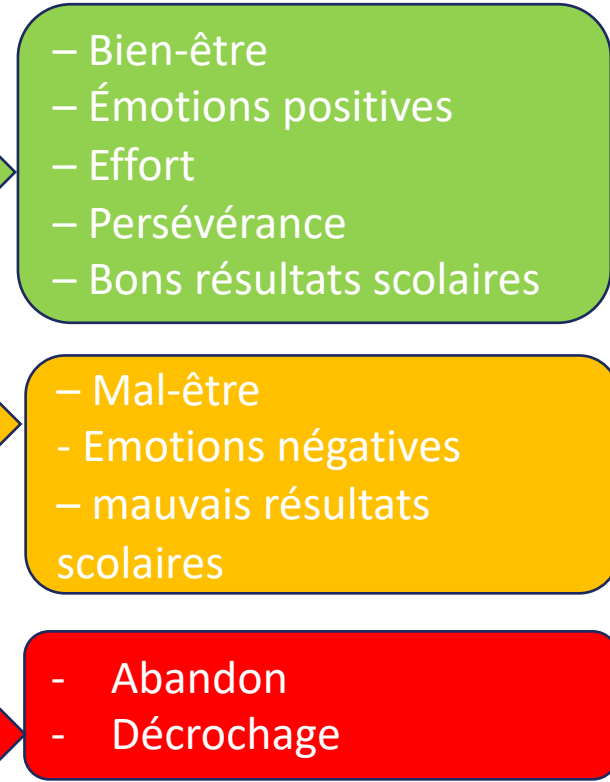 – Bien-être
– Émotions positives
– Effort
– Persévérance
– Bons résultats scolaires
– Mal-être
- Emotions négatives
– mauvais résultats
scolaires
- Abandon
- Décrochage